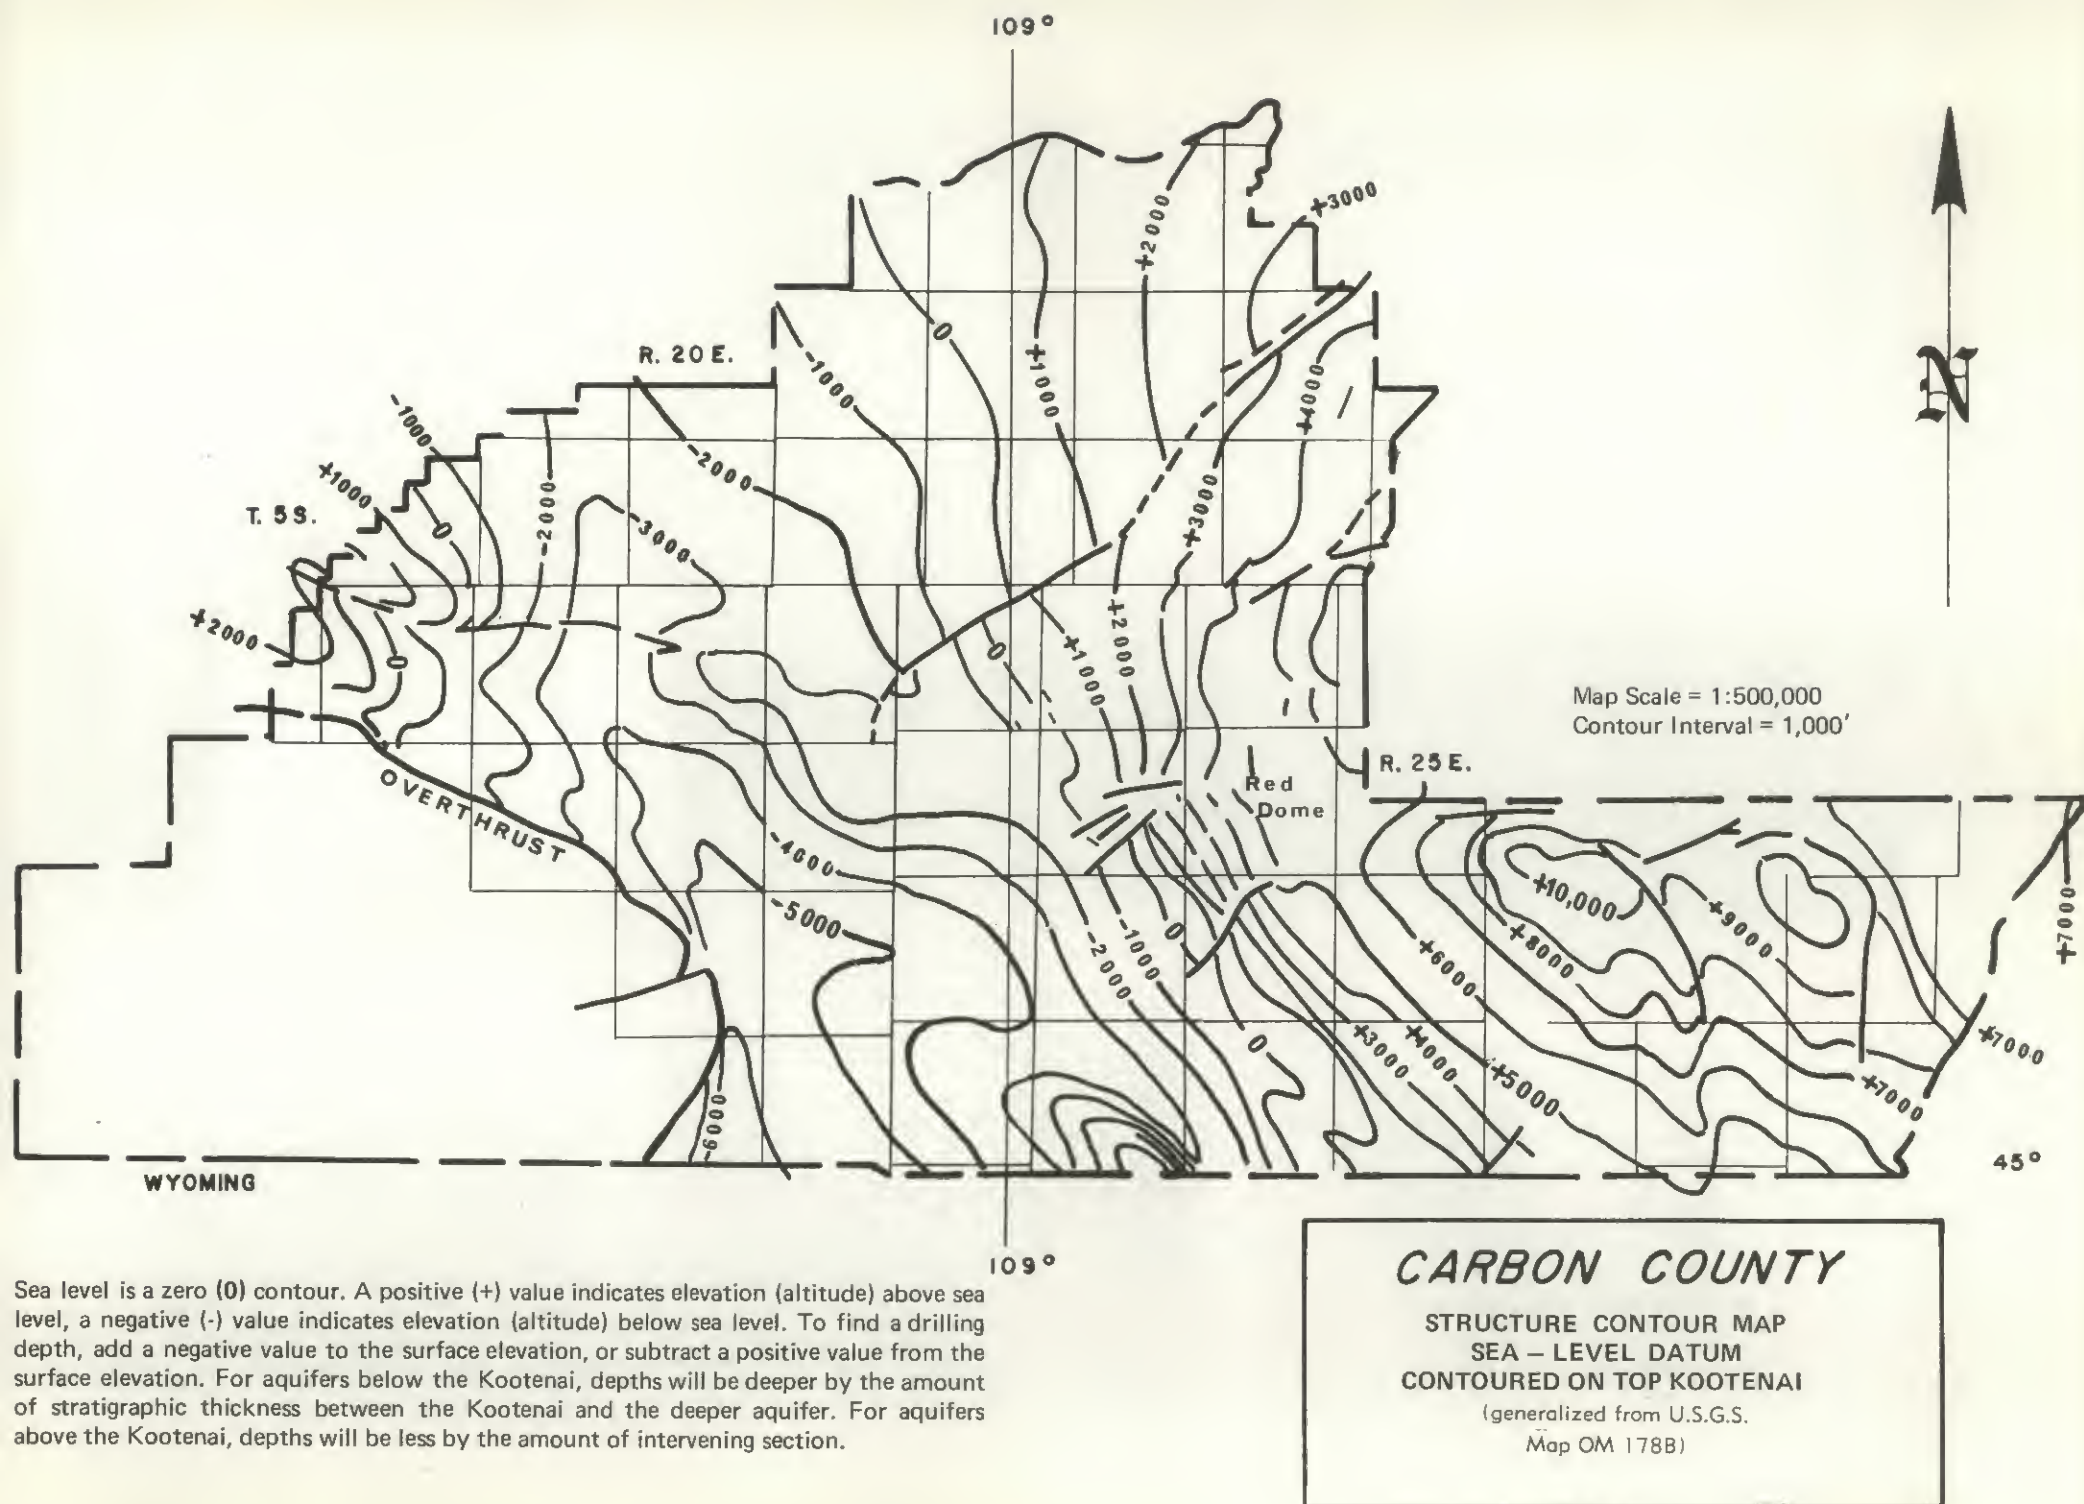 109°
+3000
+2000
R. 20 E.
0
+1000
-1000
+4000
-1000
-2000
+1000
T. 5 S.
-2000
-3000
+3000
+2000
0
0
0
+1000
+2000
Map Scale = 1:500,000
Contour Interval = 1,000'
R. 25 E.
Red
Dome
OVERTHRUST
-4000
-5000
+10,000
+9000
+8000
+7000
+6000
0
-1000
-2000
0
+3000
+4000
+5000
+7000
+7000
-6000
45°
WYOMING
109°
Sea level is a zero (0) contour. A positive (+) value indicates elevation (altitude) above sea
level, a negative (-) value indicates elevation (altitude) below sea level. To find a drilling
depth, add a negative value to the surface elevation, or subtract a positive value from the
surface elevation. For aquifers below the Kootenai, depths will be deeper by the amount
of stratigraphic thickness between the Kootenai and the deeper aquifer. For aquifers
above the Kootenai, depths will be less by the amount of intervening section.
CARBON COUNTY
STRUCTURE CONTOUR MAP
SEA – LEVEL DATUM
CONTOURED ON TOP KOOTENAI
(generalized from U.S.G.S.
Map OM 178B)
N